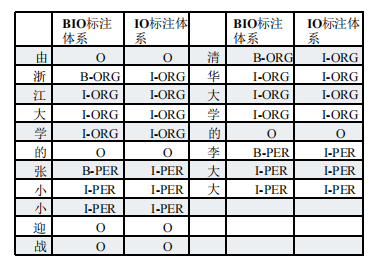 BIO标注体系 IO标注体系 BIO标注体系 IO标注体系
由 O O 清 B-ORG I-ORG
浙 B-ORG I-ORG 华 I-ORG I-ORG
江 I-ORG I-ORG 大 I-ORG I-ORG
大 I-ORG I-ORG 学 I-ORG I-ORG
学 I-ORG I-ORG 的 O O
的 O O 李 B-PER I-PER
张 B-PER I-PER 大 I-PER I-PER
小 I-PER I-PER 大 I-PER I-PER
小 I-PER I-PER
迎 O O
战 O O